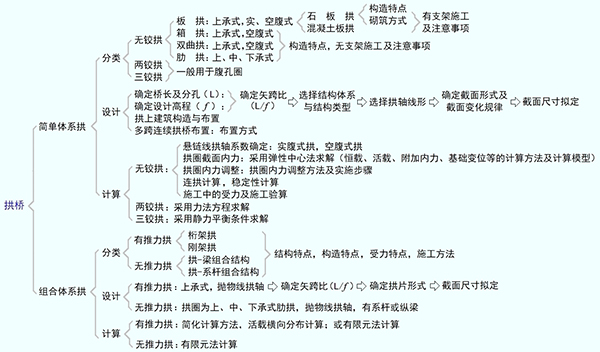 拱桥
简单体系拱
分类
无铰拱：
板　拱：上承式，实、空腹式
石　板　拱
构造特点
砌筑方式
混凝土板拱
有支架施工
及注意事项
箱　拱：上承式，空腹式
双曲拱：上承式，空腹式
肋　拱：上、中、下承式
构造特点，无支架施工及注意事项
两铰拱
三铰拱
一般用于腹孔圈
设计
确定桥长及分孔（L）：
确定设计高程（f）：
确定矢跨比
（L/f）
选择结构体系
与结构类型
选择拱轴线形
确定截面形式及
截面变化规律
截面尺寸拟定
拱上建筑构造与布置
多跨连续拱桥布置：布置方式
计算
无铰拱：
悬链线拱轴系数确定：实腹式拱，空腹式拱
拱圈截面内力：采用弹性中心法求解（恒载、活载、附加内力、基础变位等的计算方法及计算模型）
拱圈内力调整：拱圈内力调整方法及实施步骤
连拱计算，稳定性计算
施工中的受力及施工验算
两铰拱：采用力法方程求解
三铰拱：采用静力平衡条件求解
组合体系拱
分类
有推力拱
桁架拱
刚架拱
无推力拱
拱-梁组合结构
拱-系杆组合结构
结构特点，构造特点，受力特点，施工方法
设计
有推力拱：上承式，抛物线拱轴
确定矢跨比（L/f）
确定拱片形式
截面尺寸拟定
无推力拱：拱圈为上、中、下承式肋拱，抛物线拱轴，有系杆或纵梁
计算
有推力拱：简化计算方法、活载横向分布计算；或有限元法计算
无推力拱：有限元法计算